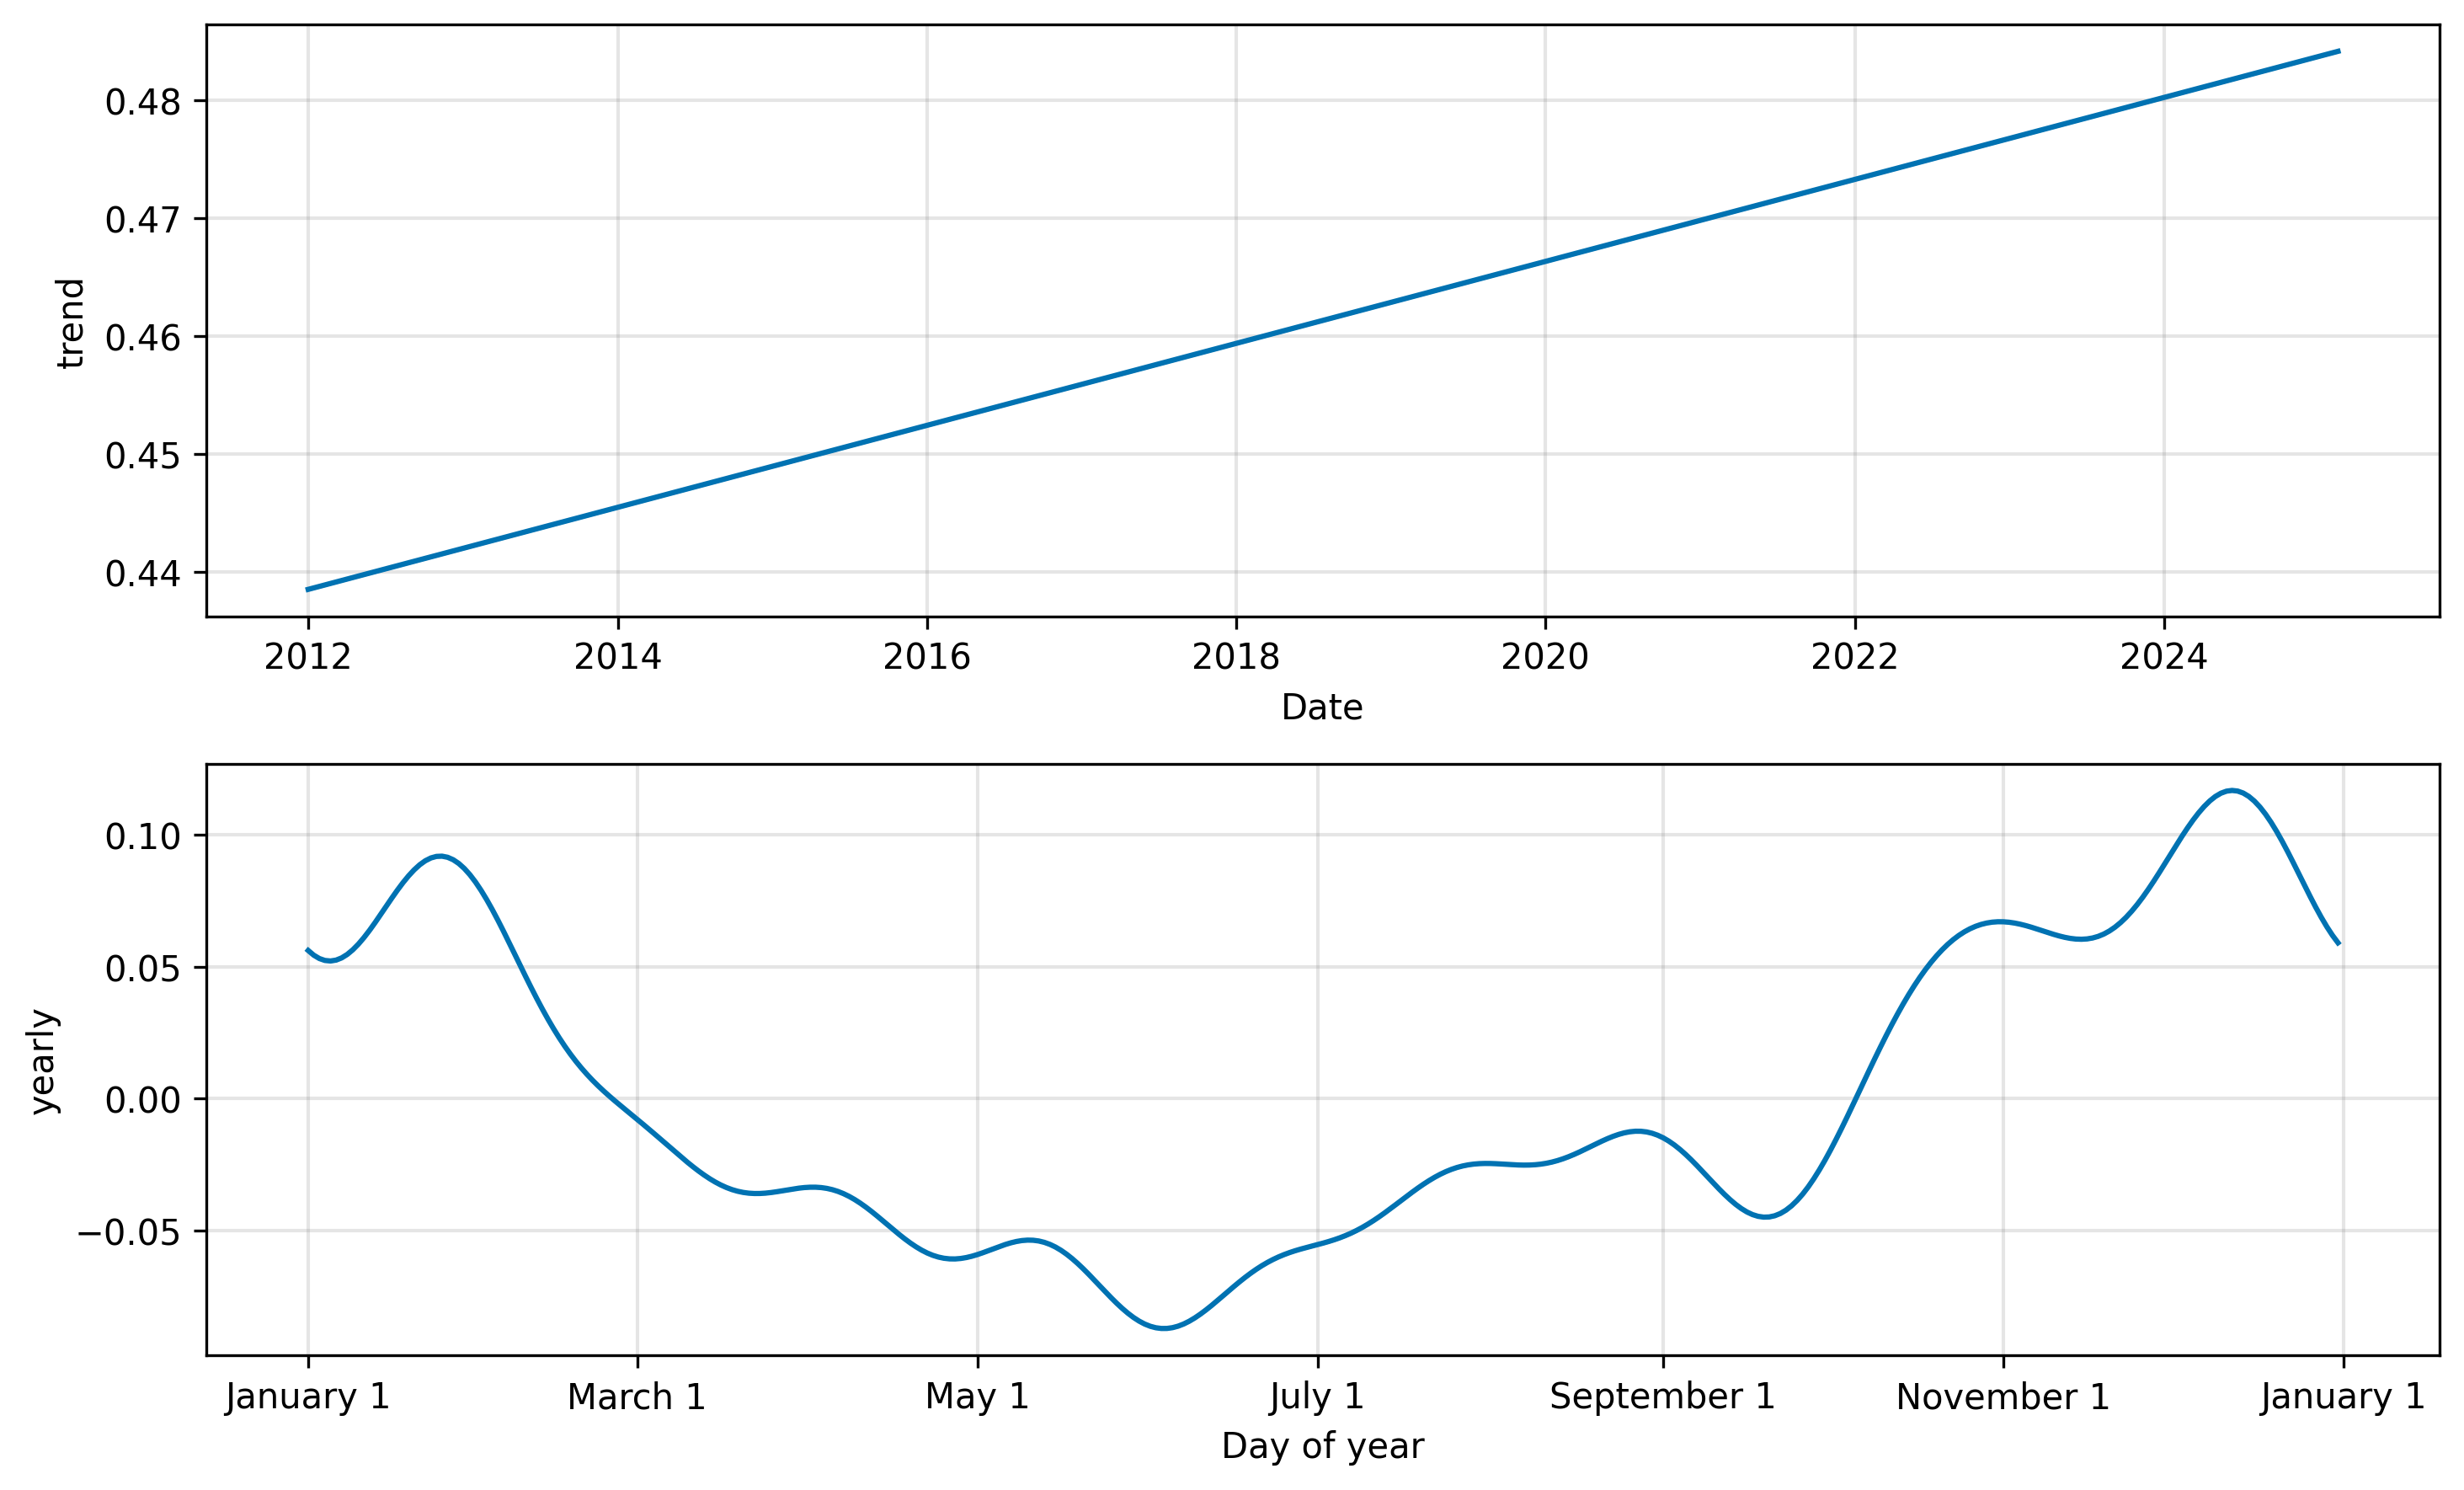 0.48
0.47
0.46
0.45
0.44
trend
2012 2014 2016 2018 2020 2022 2024
Date
0.10
0.05
0.00
−0.05
yearly
January 1 March 1 May 1 July 1 September 1 November 1 January 1
Day of year